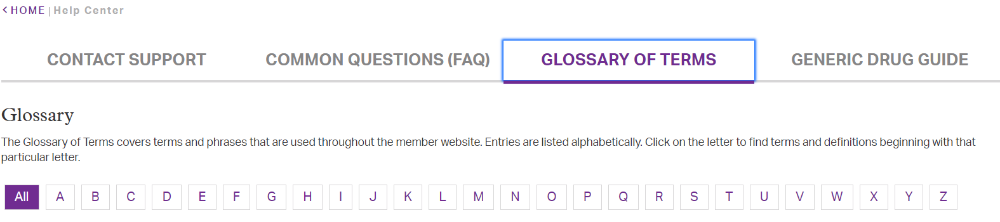 HOME | Help Center
CONTACT SUPPORT COMMON QUESTIONS (FAQ) GLOSSARY OF TERMS GENERIC DRUG GUIDE
Glossary
The Glossary of Terms covers terms and phrases that are used throughout the member website. Entries are listed alphabetically. Click on the letter to find terms and definitions beginning with that
particular letter.
All A B C D E F G H I J K L M N O P Q R S T U V W X Y Z